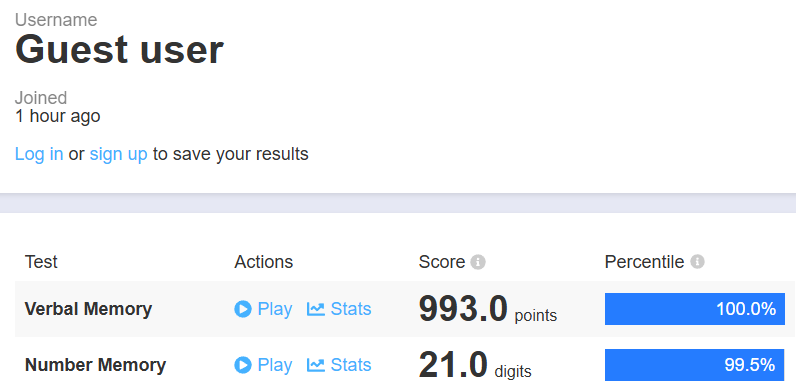 Username
Guest user
Joined
1 hour ago
Log in or sign up to save your results
Test Actions Score Percentile
Verbal Memory Play Stats 993.0 points 100.0%
Number Memory Play Stats 21.0 digits 99.5%